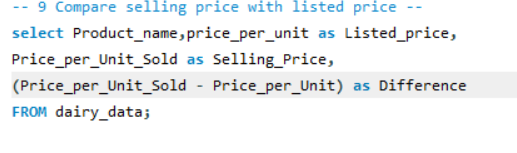 -- 9 Compare selling price with listed price --
select Product_name,price_per_unit as Listed_price,
Price_per_Unit_Sold as Selling_Price,
(Price_per_Unit_Sold - Price_per_Unit) as Difference
FROM dairy_data;